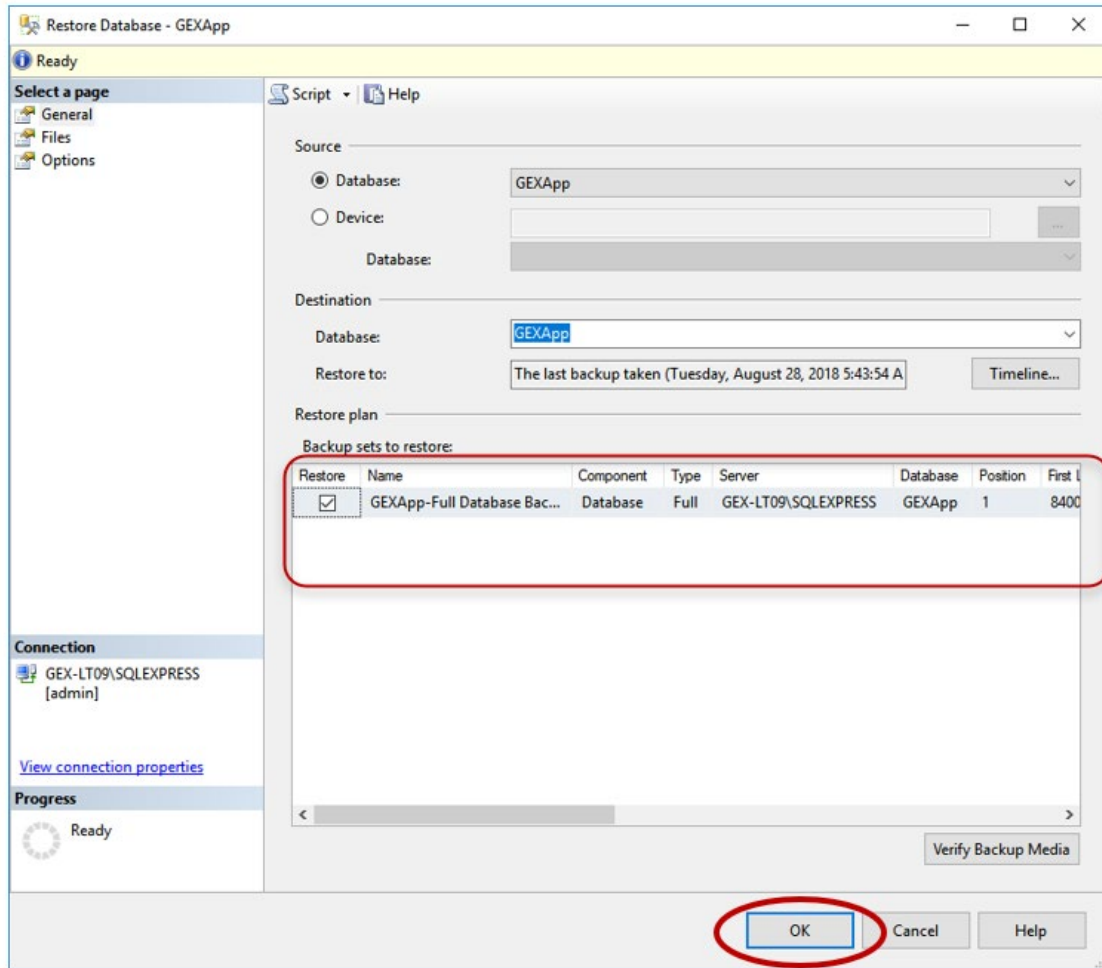 Restore Database - GEXApp
Ready
Select a page
General
Files
Options
Script
Help
Source
Database:
GEXApp
Device:
...
Database:
Destination
Database:
GEXApp
Restore to:
The last backup taken (Tuesday, August 28, 2018 5:43:54 A
Timeline...
Restore plan
Backup sets to restore:
Restore Name Component Type Server Database Position First L
GEXApp-Full Database Bac... Database Full GEX-LT09\SQLEXPRESS GEXApp 1 8400
Connection
GEX-LT09\SQLEXPRESS
[admin]
View connection properties
Progress
Ready
Verify Backup Media
OK Cancel Help